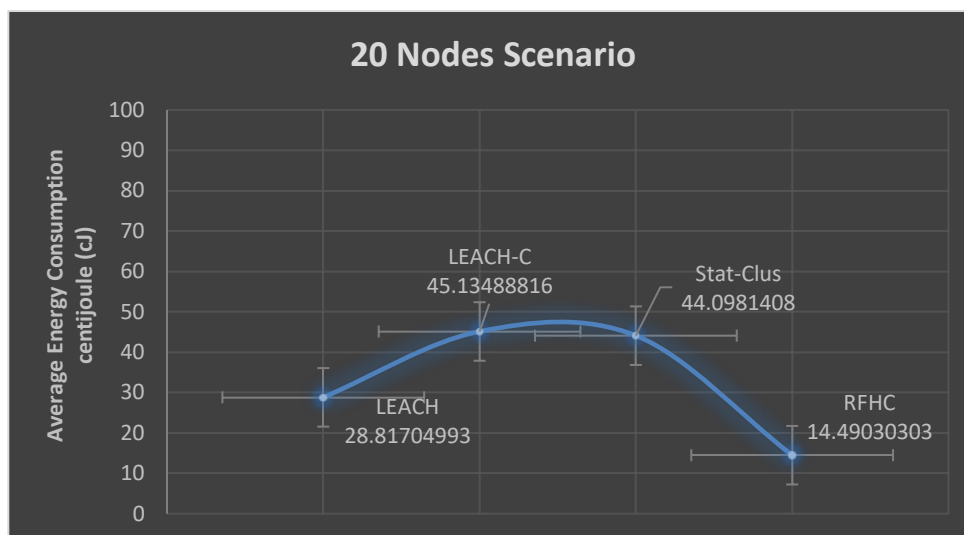 20 Nodes Scenario
Average Energy Consumption
centijoule (cJ)
100
90
80
70
60
50
40
30
20
10
0
LEACH
28.81704993
LEACH-C
45.13488816
Stat-Clus
44.0981408
RFHC
14.49030303